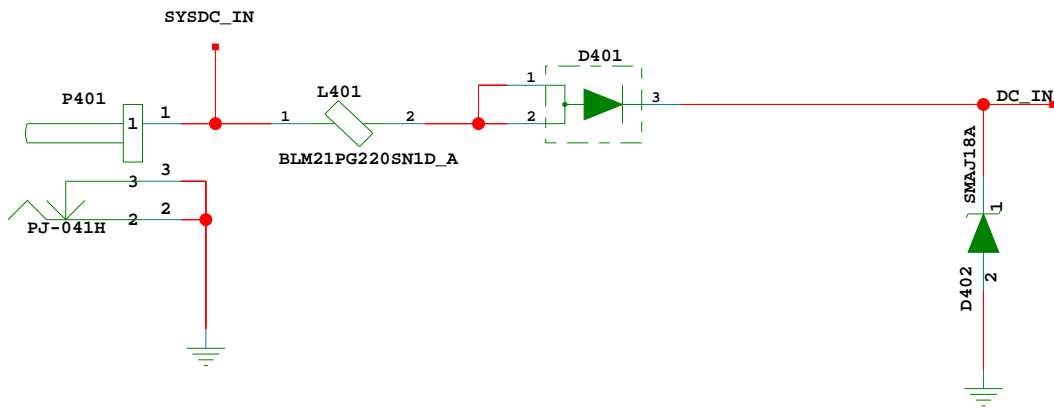 SYSDC_IN
D401
P401
L401
1
1
1
1
2
2
3
DC_IN
BLM21PG220SN1D_A
SMAJ18A
3
3
2
2
PJ-041H
1
D402
2